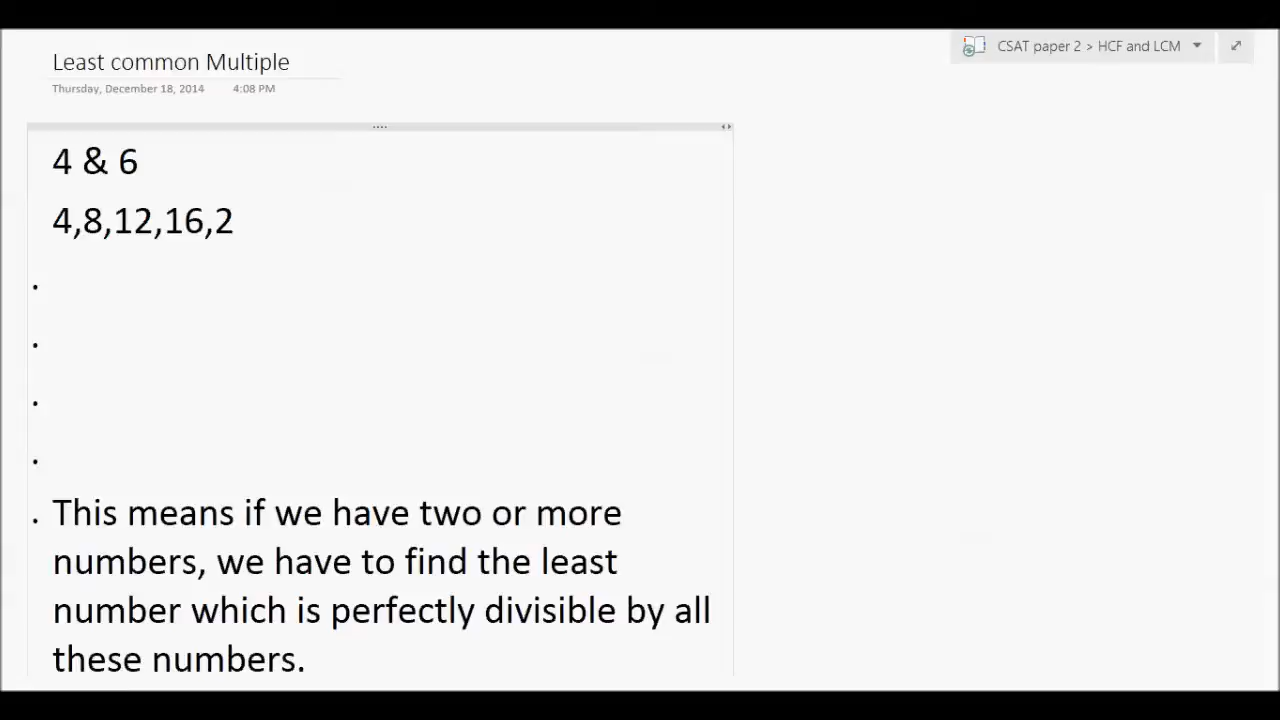 Least common Multiple
CSAT paper 2 > HCF and LCM
Thursday, December 18, 2014 4:08 PM
4 & 6
4,8,12,16,2
This means if we have two or more
numbers, we have to find the least
number which is perfectly divisible by all
these numbers.